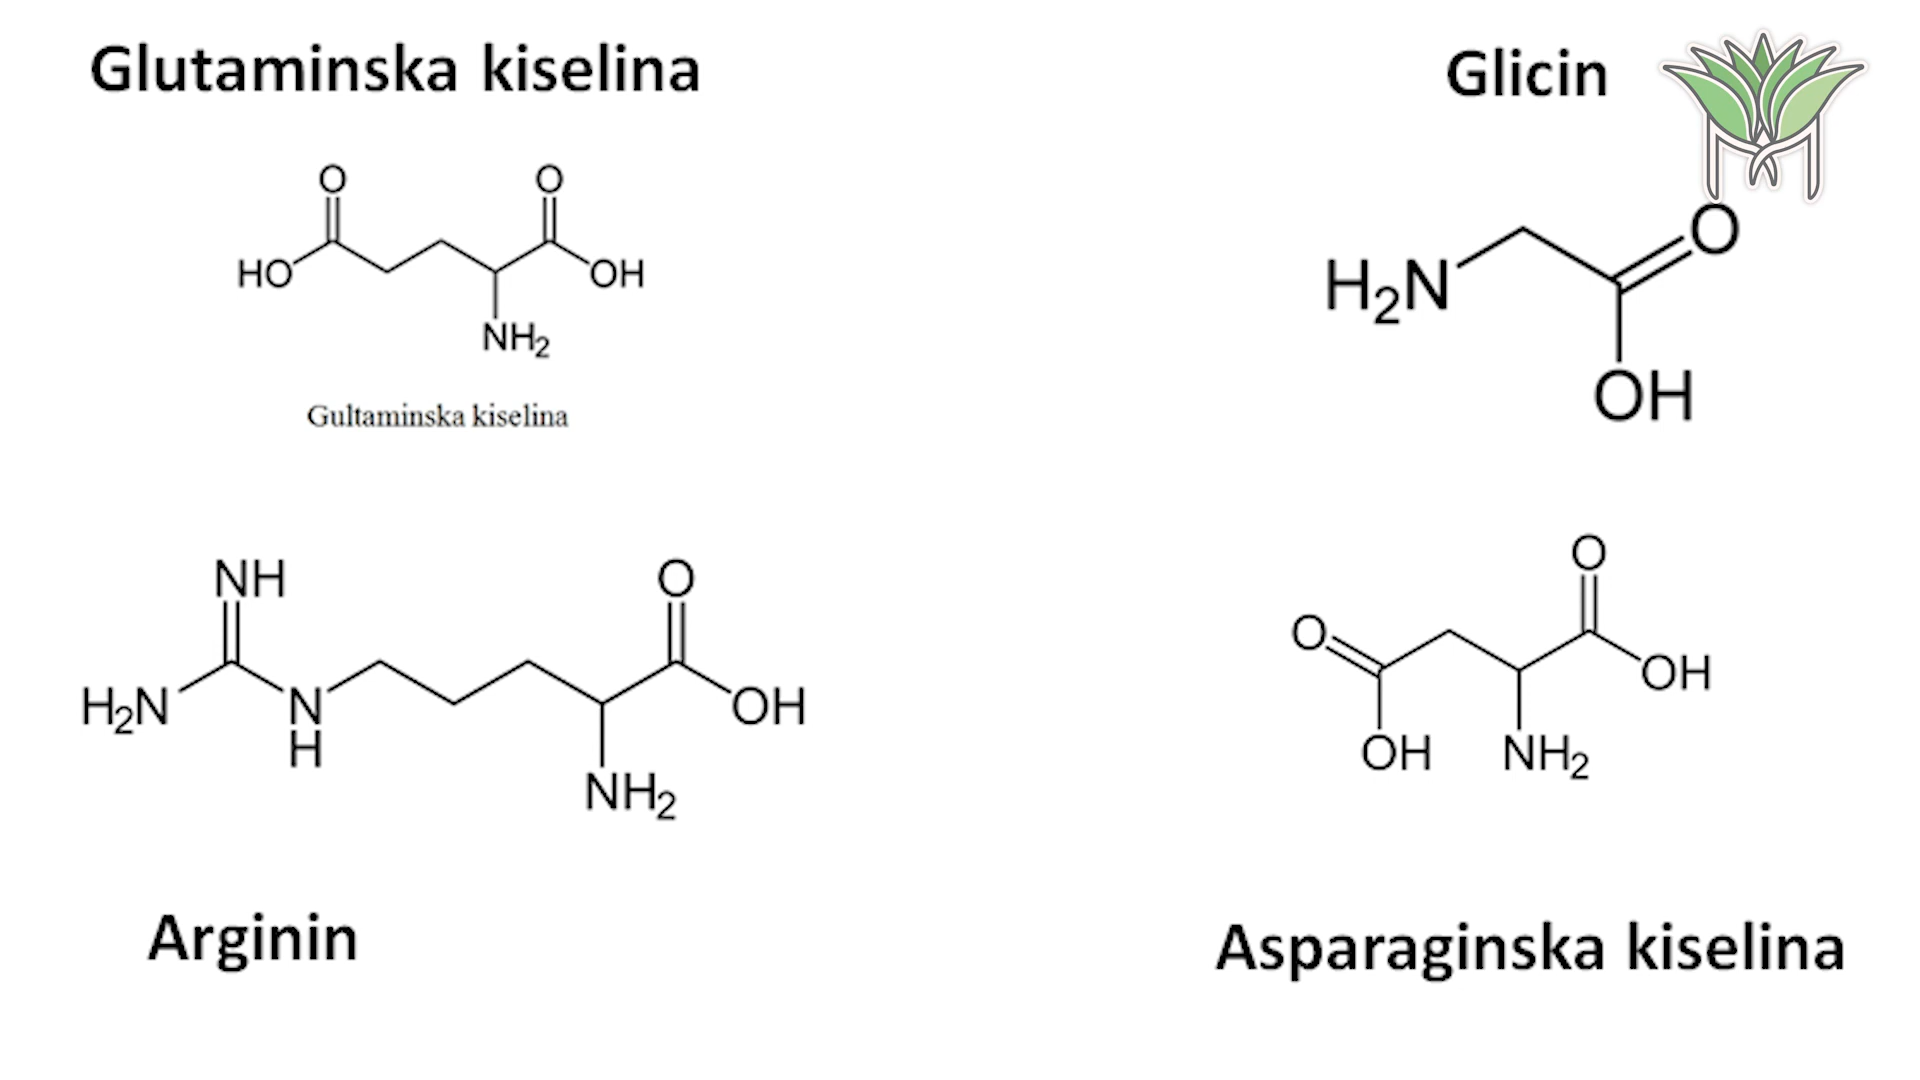 Glutaminska kiselina
O
O
HO
OH
NH₂
Gultaminska kiselina
Glicin
O
H₂N
OH
NH
O
H₂N
N
H
OH
NH₂
Arginin
O
O
OH
OH
NH₂
Asparaginska kiselina